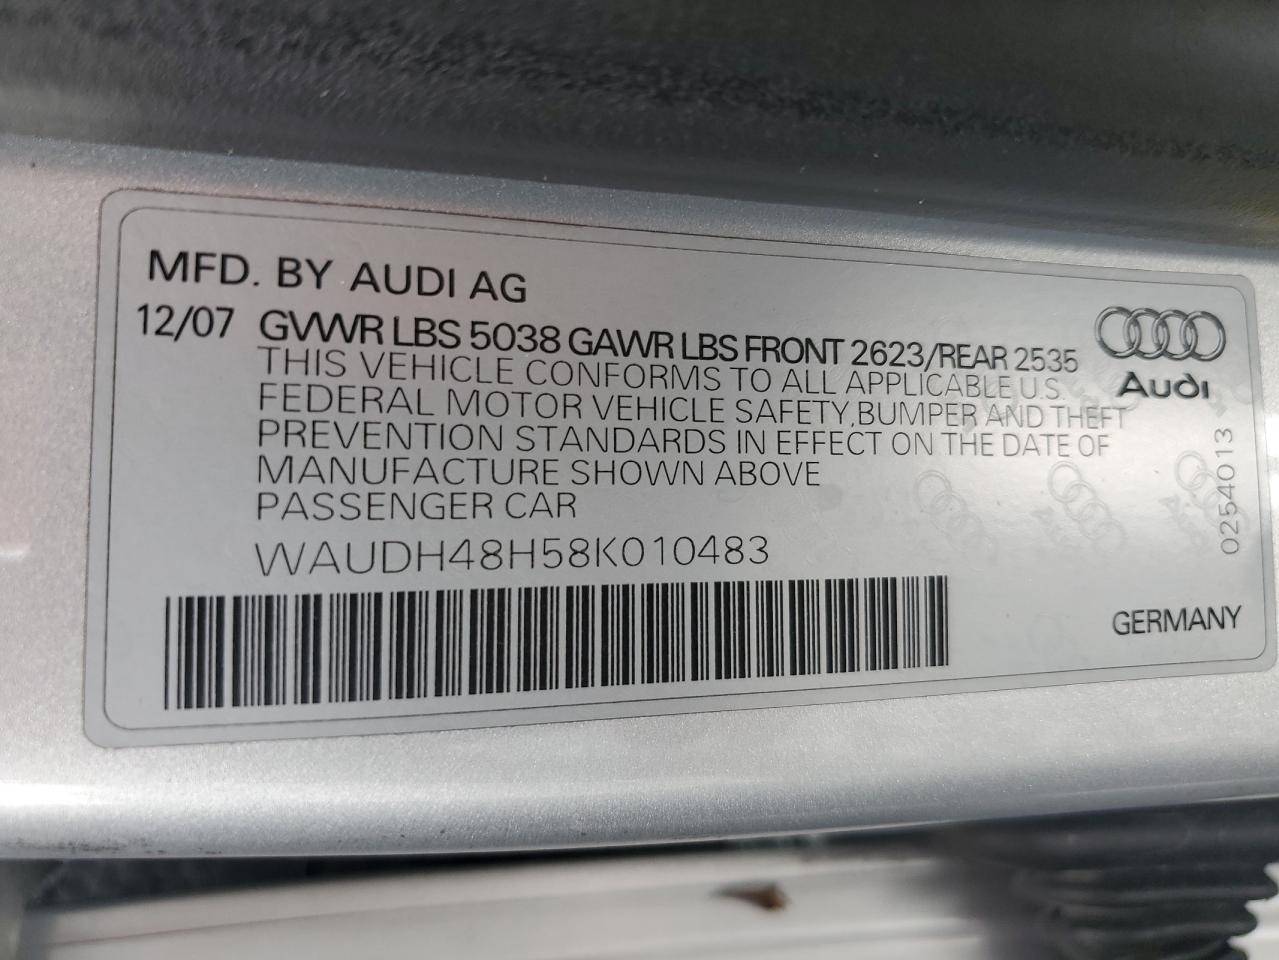 MFD. BY AUDI AG
12/07 GVWR LBS 5038 GAWR LBS FRONT 2623/REAR 2535
THIS VEHICLE CONFORMS TO ALL APPLICABLE U.S.
FEDERAL MOTOR VEHICLE SAFETY, BUMPER AND THEFT
PREVENTION STANDARDS IN EFFECT ON THE DATE OF
MANUFACTURE SHOWN ABOVE
PASSENGER CAR
WAUDH48H58K010483
Audi
0254013
GERMANY